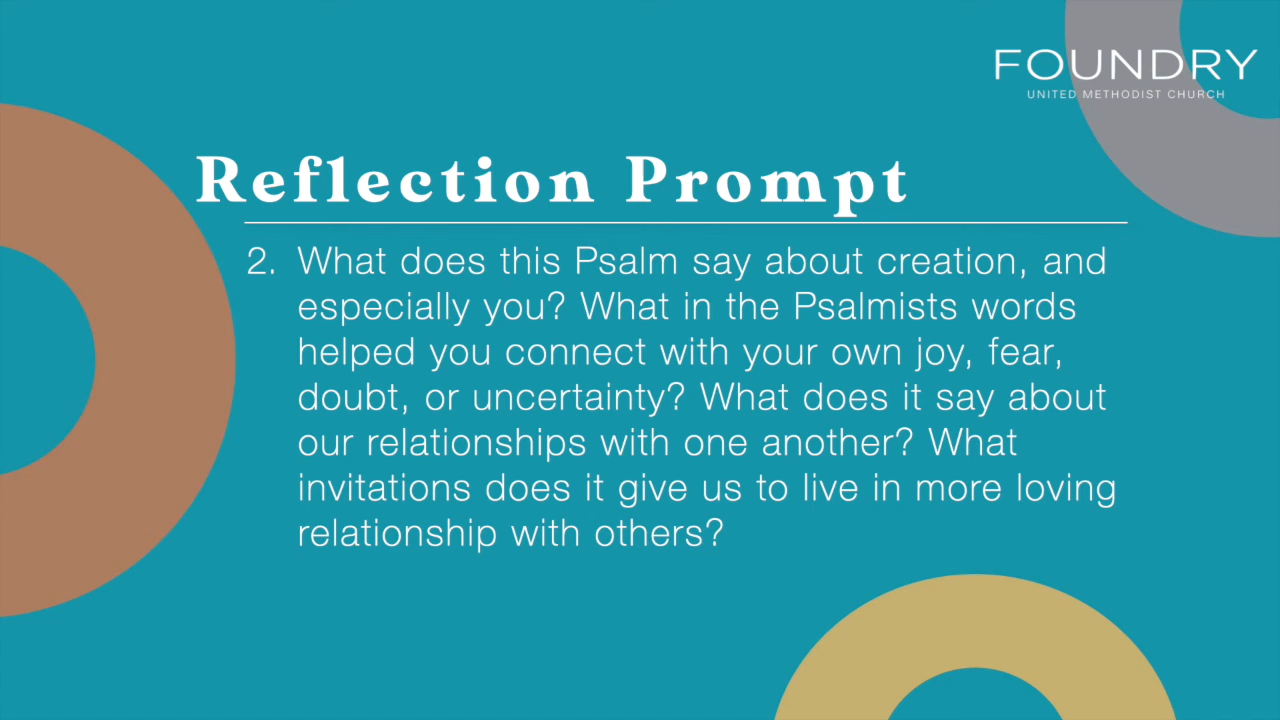 FOUNDRY
UNITED METHODIST CHURCH
Reflection Prompt
2. What does this Psalm say about creation, and
especially you? What in the Psalmists words
helped you connect with your own joy, fear,
doubt, or uncertainty? What does it say about
our relationships with one another? What
invitations does it give us to live in more loving
relationship with others?